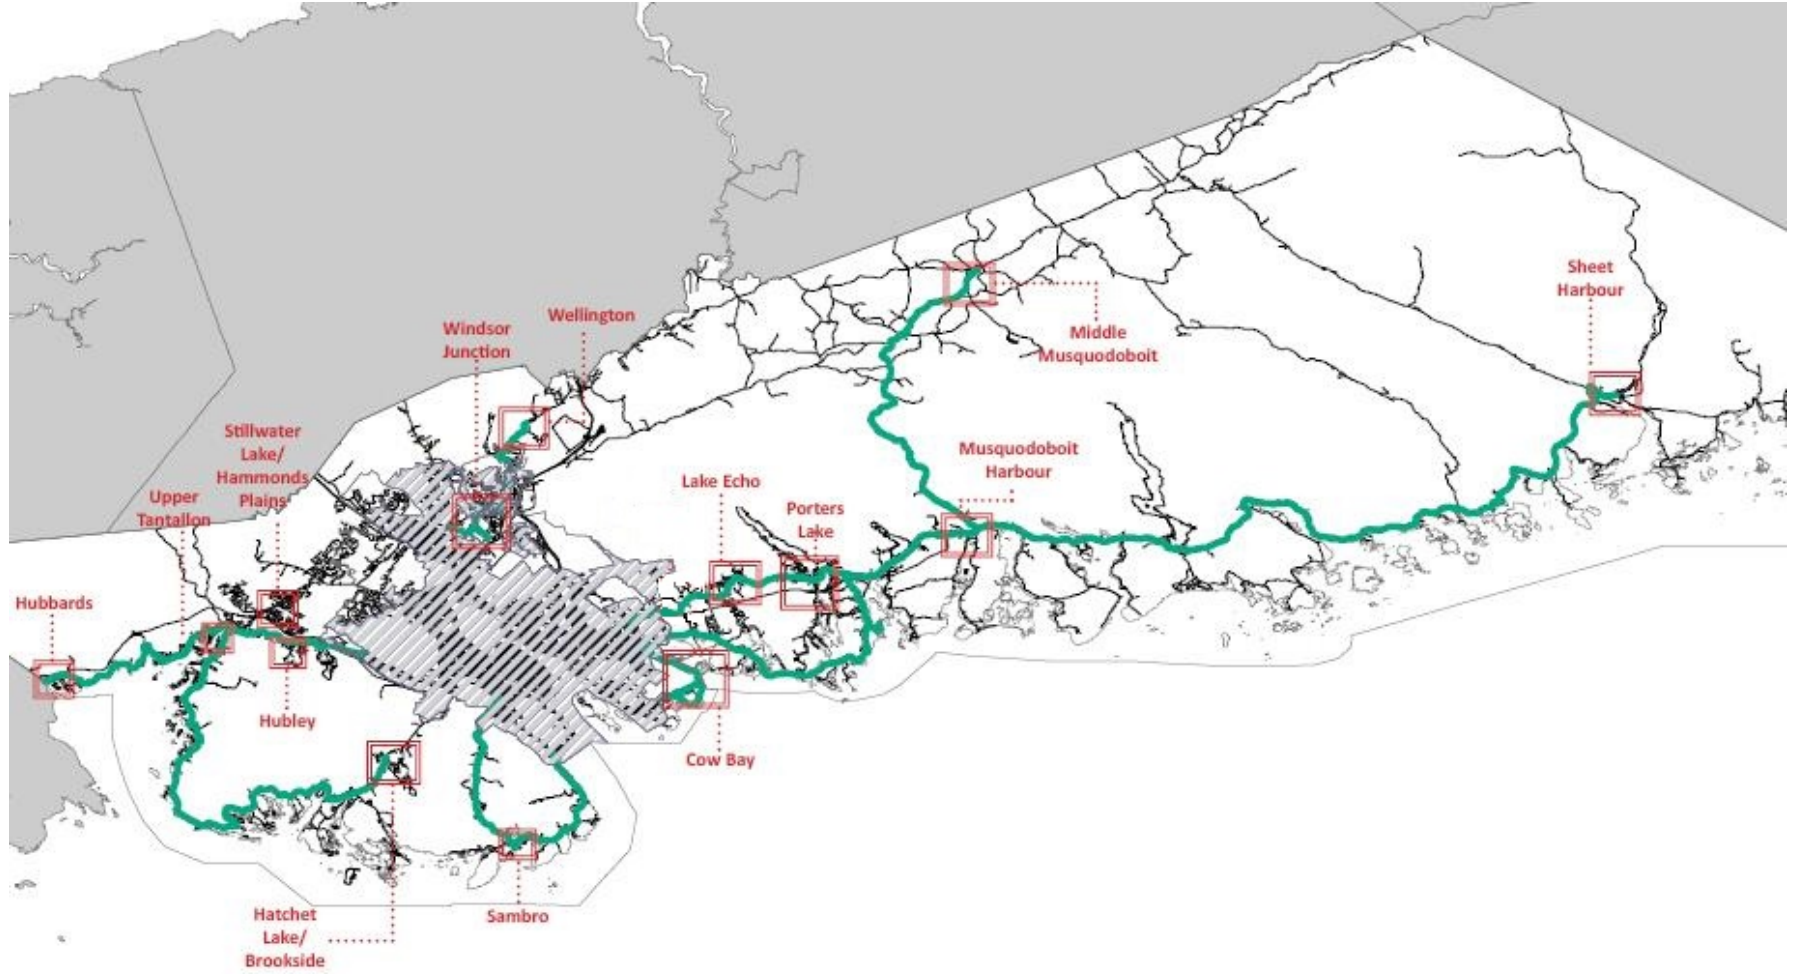 Sheet
Harbour
Middle
Musquodoboit
Wellington
Windsor
Junction
Stillwater
Lake/
Hammonds
Plains
Upper
Tantallon
Musquodoboit
Harbour
Lake Echo
Porters
Lake
Hubbards
Hubley
Cow Bay
Sambro
Hatchet
Lake/
Brookside